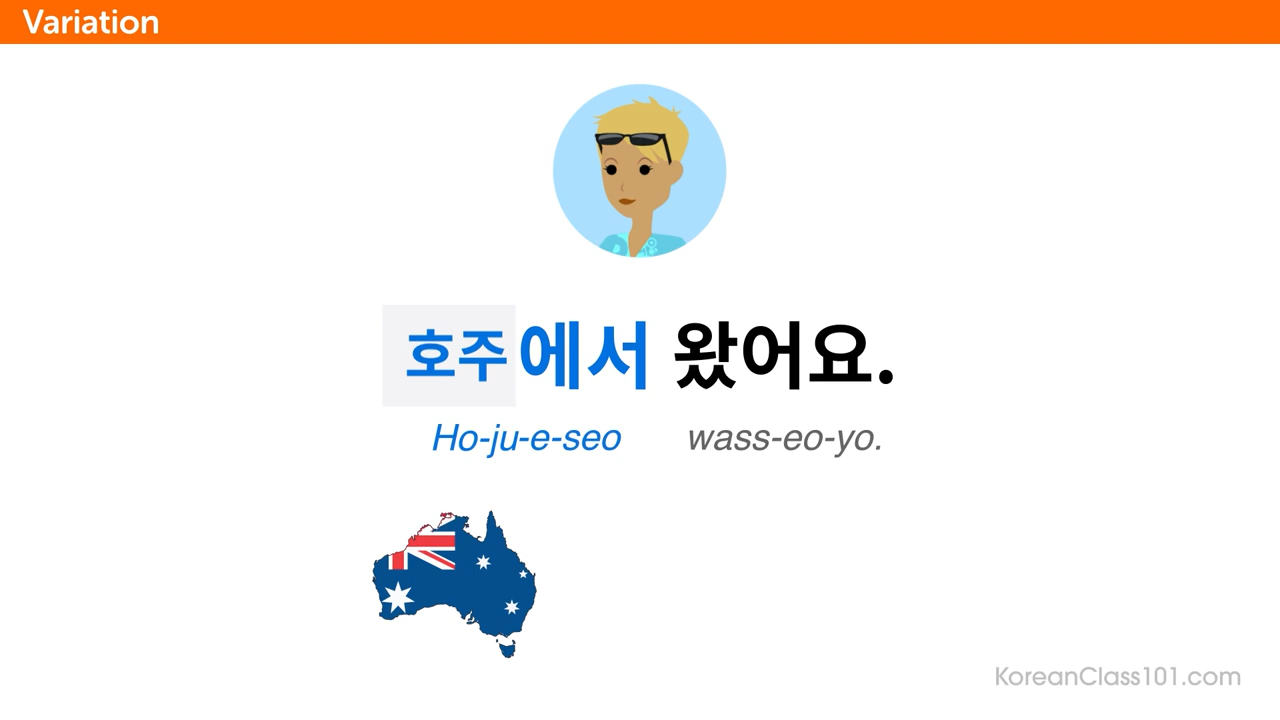 Variation
호주에서 왔어요.
Ho-ju-e-seo wass-eo-yo.
KoreanClass101.com